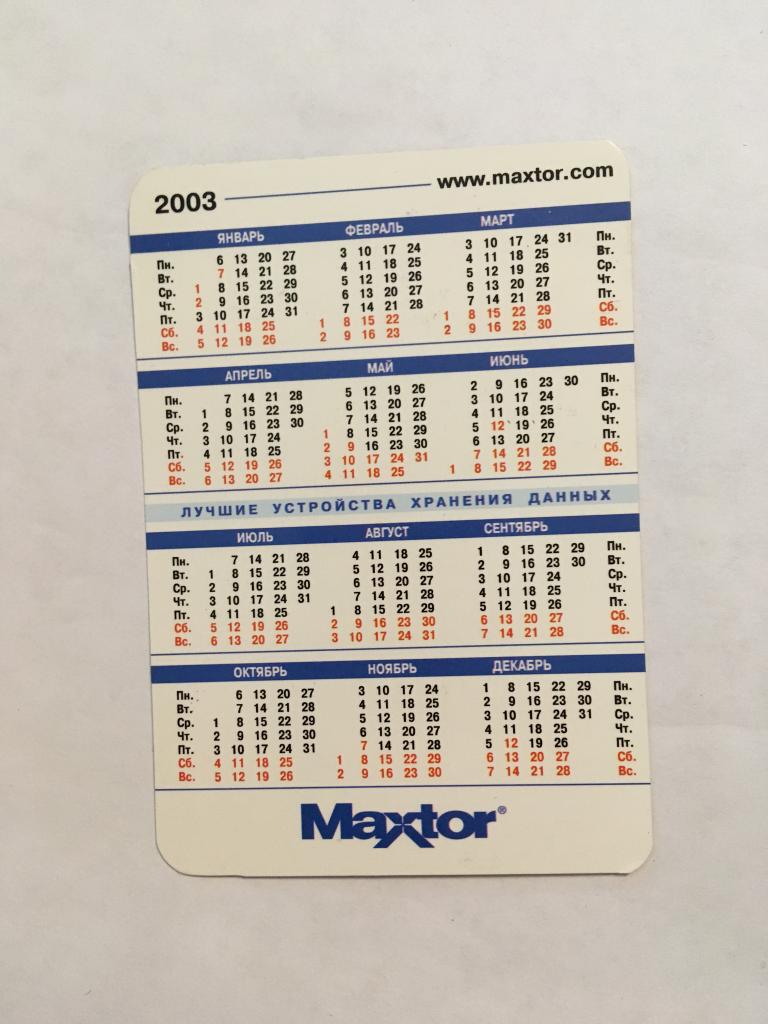 2003 www.maxtor.com
ЯНВАРЬ ФЕВРАЛЬ МАРТ
Пн. 6 13 20 27 3 10 17 24 3 10 17 24 31 Пн.
Вт. 7 14 21 28 4 11 18 25 4 11 18 25 Вт.
Ср. 1 8 15 22 29 5 12 19 26 5 12 19 26 Ср.
Чт. 2 9 16 23 30 6 13 20 27 6 13 20 27 Чт.
Пт. 3 10 17 24 31 7 14 21 28 7 14 21 28 Пт.
Сб. 4 11 18 25 1 8 15 22 1 8 15 22 29 Сб.
Вс. 5 12 19 26 2 9 16 23 2 9 16 23 30 Вс.
АПРЕЛЬ МАЙ ИЮНЬ
Пн. 7 14 21 28 5 12 19 26 2 9 16 23 30 Пн.
Вт. 1 8 15 22 29 6 13 20 27 3 10 17 24 Вт.
Ср. 2 9 16 23 30 7 14 21 28 4 11 18 25 Ср.
Чт. 3 10 17 24 1 8 15 22 29 5 12 19 26 Чт.
Пт. 4 11 18 25 2 9 16 23 30 6 13 20 27 Пт.
Сб. 5 12 19 26 3 10 17 24 31 7 14 21 28 Сб.
Вс. 6 13 20 27 4 11 18 25 1 8 15 22 29 Вс.
ЛУЧШИЕ УСТРОЙСТВА ХРАНЕНИЯ ДАННЫХ
ИЮЛЬ АВГУСТ СЕНТЯБРЬ
Пн. 7 14 21 28 4 11 18 25 1 8 15 22 29 Пн.
Вт. 1 8 15 22 29 5 12 19 26 2 9 16 23 30 Вт.
Ср. 2 9 16 23 30 6 13 20 27 3 10 17 24 Ср.
Чт. 3 10 17 24 31 7 14 21 28 4 11 18 25 Чт.
Пт. 4 11 18 25 1 8 15 22 29 5 12 19 26 Пт.
Сб. 5 12 19 26 2 9 16 23 30 6 13 20 27 Сб.
Вс. 6 13 20 27 3 10 17 24 31 7 14 21 28 Вс.
ОКТЯБРЬ НОЯБРЬ ДЕКАБРЬ
Пн. 6 13 20 27 3 10 17 24 1 8 15 22 29 Пн.
Вт. 7 14 21 28 4 11 18 25 2 9 16 23 30 Вт.
Ср. 1 8 15 22 29 5 12 19 26 3 10 17 24 31 Ср.
Чт. 2 9 16 23 30 6 13 20 27 4 11 18 25 Чт.
Пт. 3 10 17 24 31 7 14 21 28 5 12 19 26 Пт.
Сб. 4 11 18 25 1 8 15 22 29 6 13 20 27 Сб.
Вс. 5 12 19 26 2 9 16 23 30 7 14 21 28 Вс.
Maxtor®